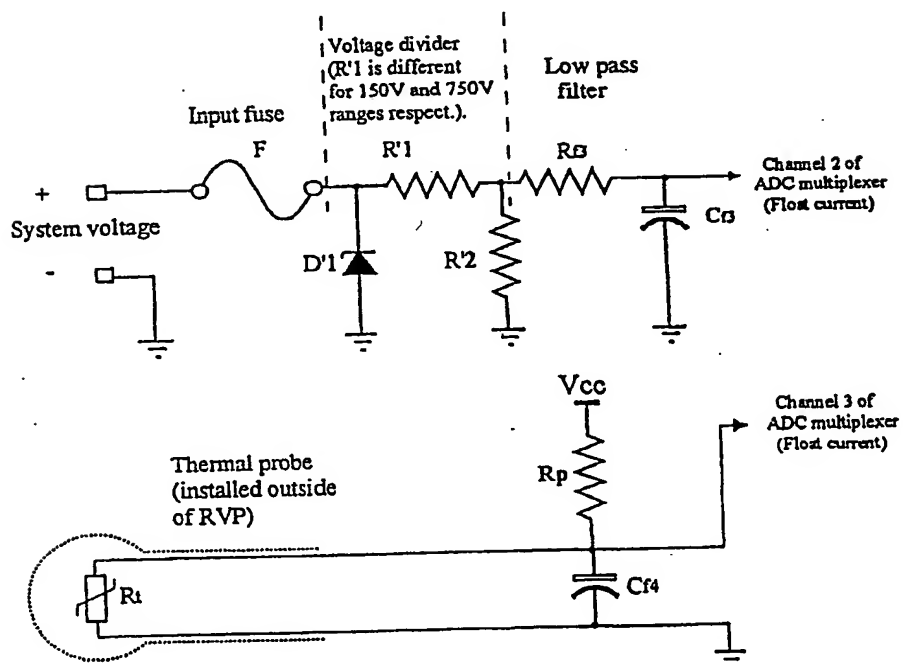 Voltage divider
(R'1 is different
for 150V and 750V
ranges respect.).
Low pass
filter
Input fuse
F
R'1
Rf3
Channel 2 of
ADC multiplexer
(Float current)
+
System voltage
-
D'1
R'2
Cf3
Vcc
Channel 3 of
ADC multiplexer
(Float current)
Thermal probe
(installed outside
of RVP)
Rp
Rt
Cf4